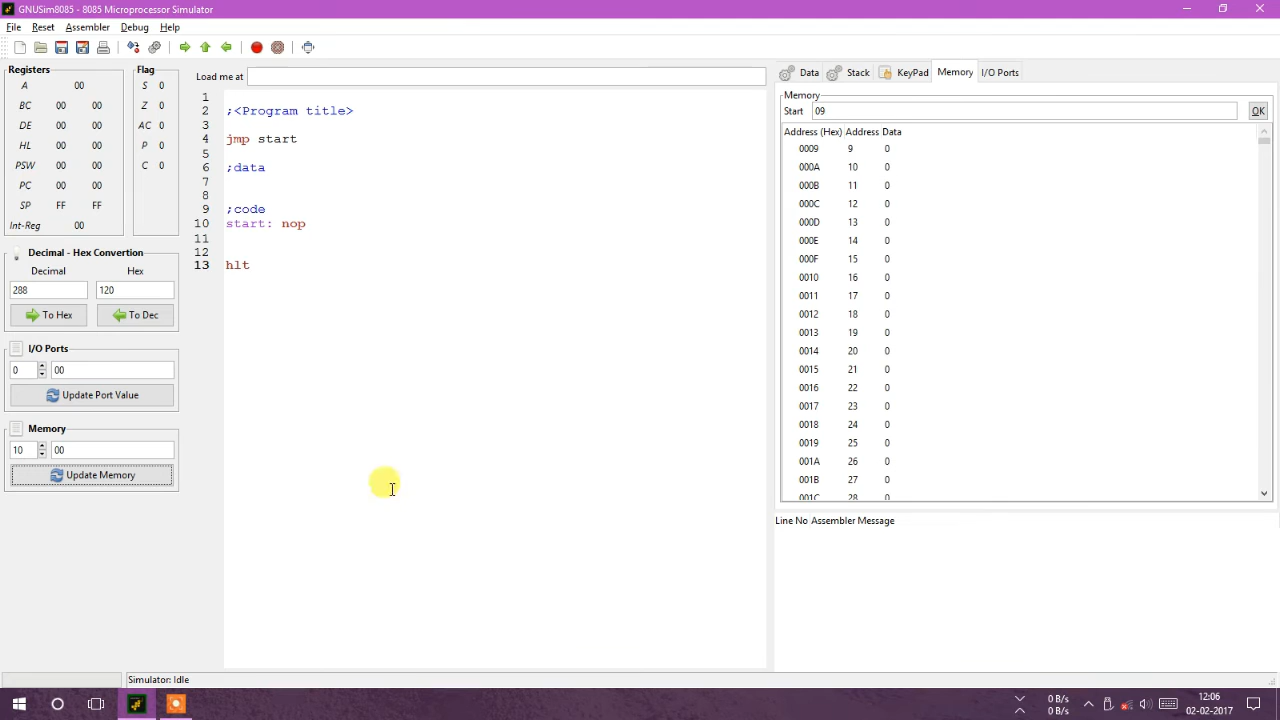 GNUSim8085 - 8085 Microprocessor Simulator
File Reset Assembler Debug Help
Registers
A 00
BC 00 00
DE 00 00
HL 00 00
PSW 00 00
PC 00 00
SP FF FF
Int-Reg 00
Flag
S 0
Z 0
AC 0
P 0
C 0
Decimal - Hex Convertion
Decimal Hex
288 120
To Hex To Dec
I/O Ports
0 00
Update Port Value
Memory
10 00
Update Memory
Load me at
1
2 ;<Program title>
3
4 jmp start
5
6 ;data
7
8
9 ;code
10 start: nop
11
12
13 hlt
Data Stack KeyPad Memory I/O Ports
Memory
Start 09 OK
Address (Hex) Address Data
0009 9 0
000A 10 0
000B 11 0
000C 12 0
000D 13 0
000E 14 0
000F 15 0
0010 16 0
0011 17 0
0012 18 0
0013 19 0
0014 20 0
0015 21 0
0016 22 0
0017 23 0
0018 24 0
0019 25 0
001A 26 0
001B 27 0
001C 28 0
Line No Assembler Message
Simulator: Idle
0 B/s
0 B/s
12:06
02-02-2017